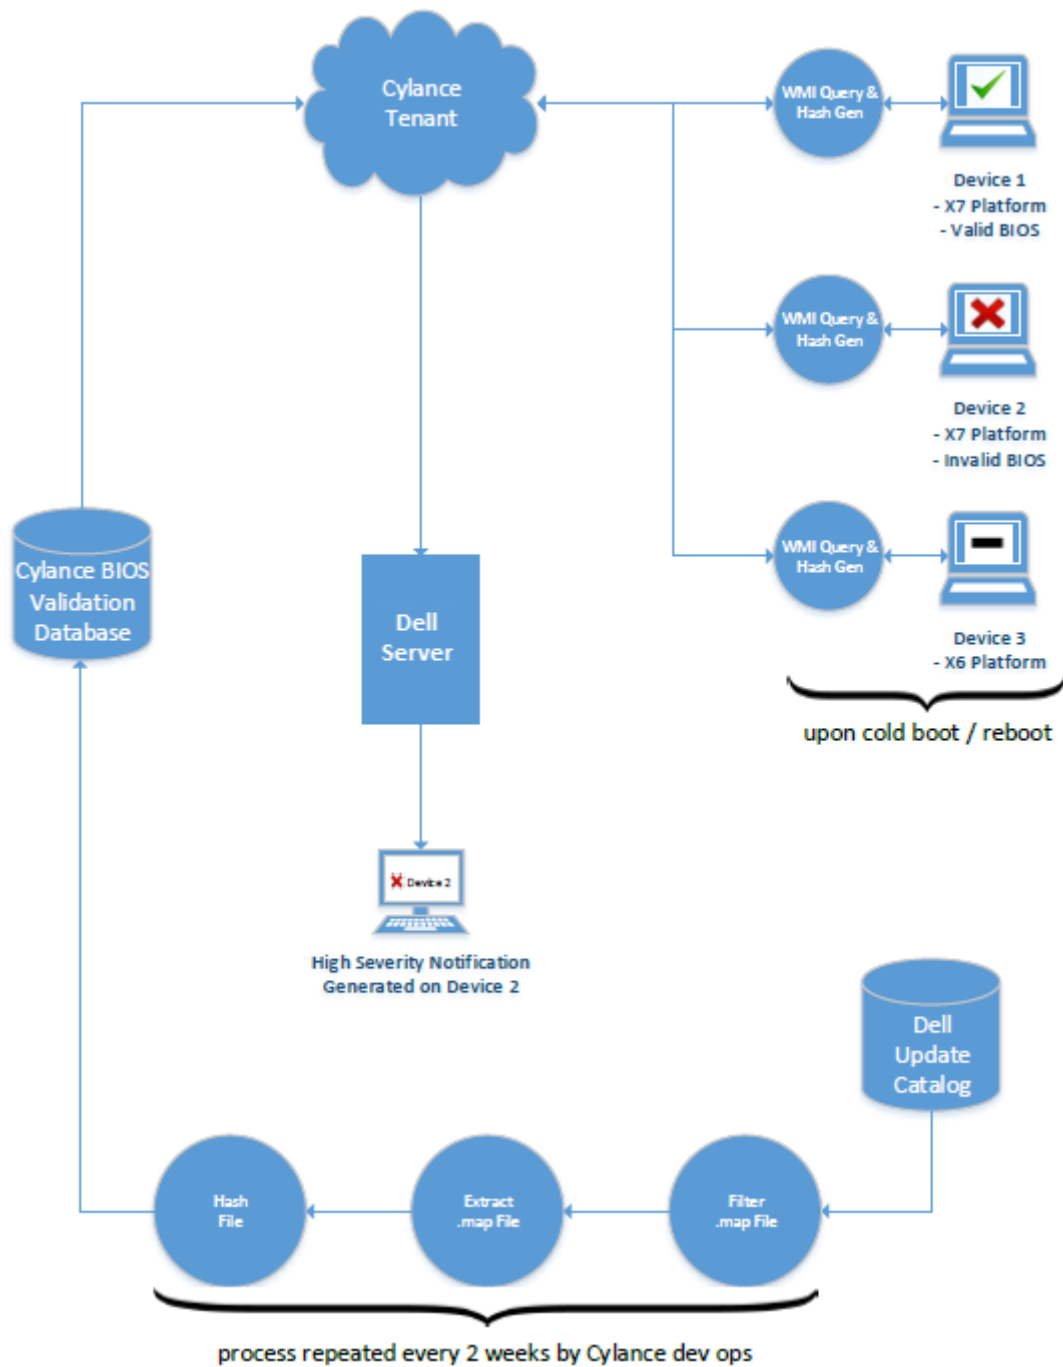 Cylance
Tenant
WMI Query &
Hash Gen
Device 1
- X7 Platform
- Valid BIOS
WMI Query &
Hash Gen
Device 2
- X7 Platform
- Invalid BIOS
WMI Query &
Hash Gen
Device 3
- X6 Platform
upon cold boot / reboot
Cylance BIOS
Validation
Database
Dell
Server
Device 2
High Severity Notification
Generated on Device 2
Dell
Update
Catalog
Hash
File
Extract
.map File
Filter
.map File
process repeated every 2 weeks by Cylance dev ops